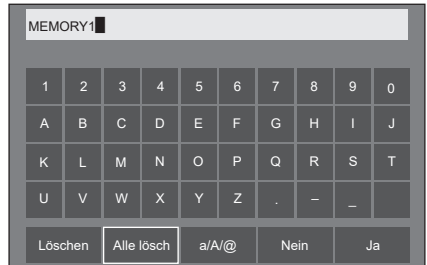 MEMORY1
1 2 3 4 5 6 7 8 9 0
A B C D E F G H I J
K L M N O P Q R S T
U V W X Y Z . – _
Löschen Alle lösch a/A/@ Nein Ja